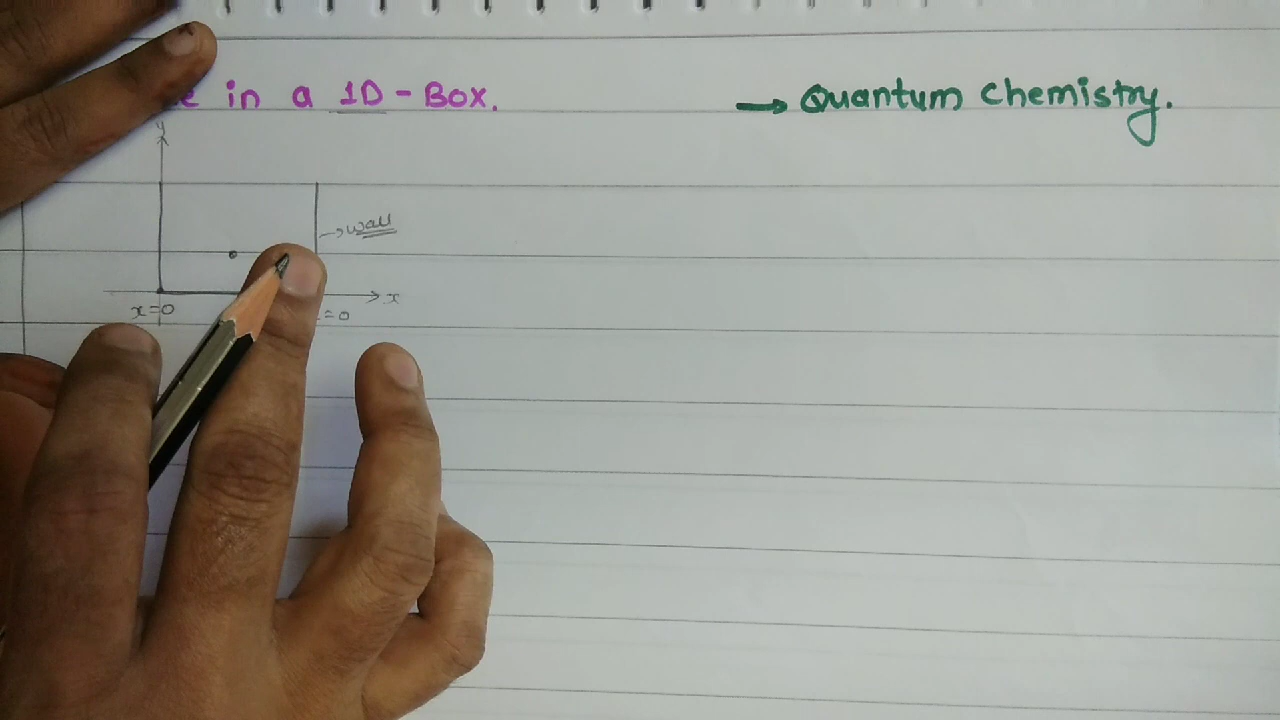 in a 1D - Box.
→ Quantum chemistry.
y
→ wall
x
x=0
=0